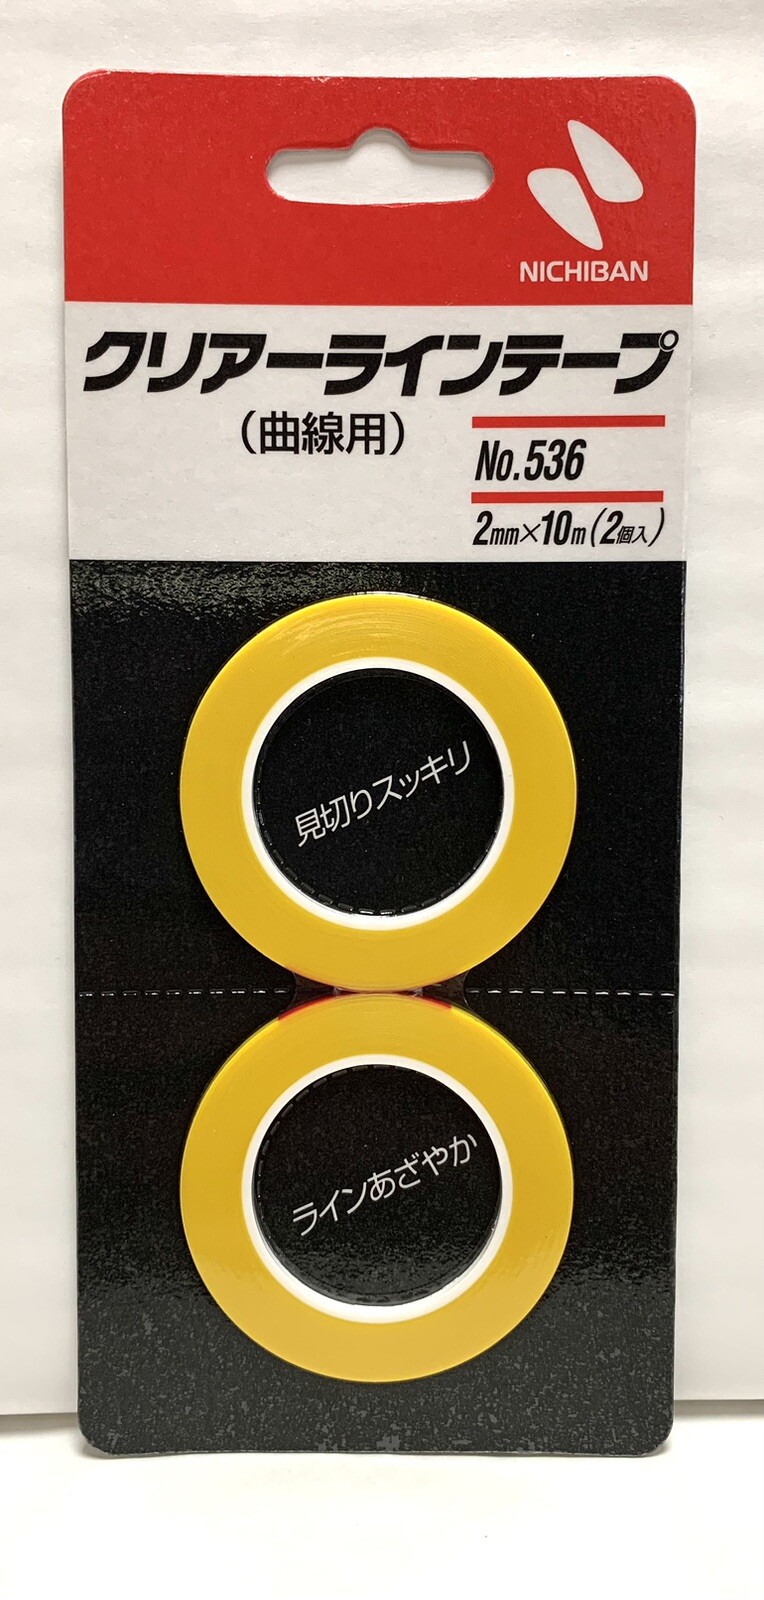 NICHIBAN
クリアーラインテープ
（曲線用）
No.536
2mm×10m（2個入）
見切りスッキリ
ラインあざやか